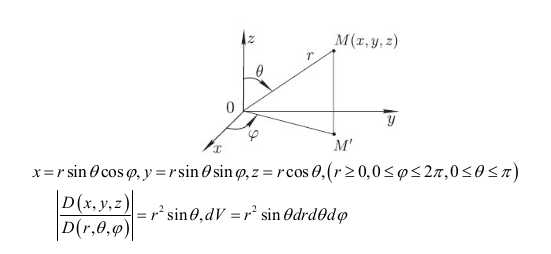 z
M(x,y,z)
r
θ
0
y
φ
x
M'
x = r sin θ cos φ, y = r sin θ sin φ, z = r cos θ, (r ≥ 0, 0 ≤ φ ≤ 2π, 0 ≤ θ ≤ π)
|D(x,y,z)/D(r,θ,φ)| = r² sin θ, dV = r² sin θ dr dθ dφ